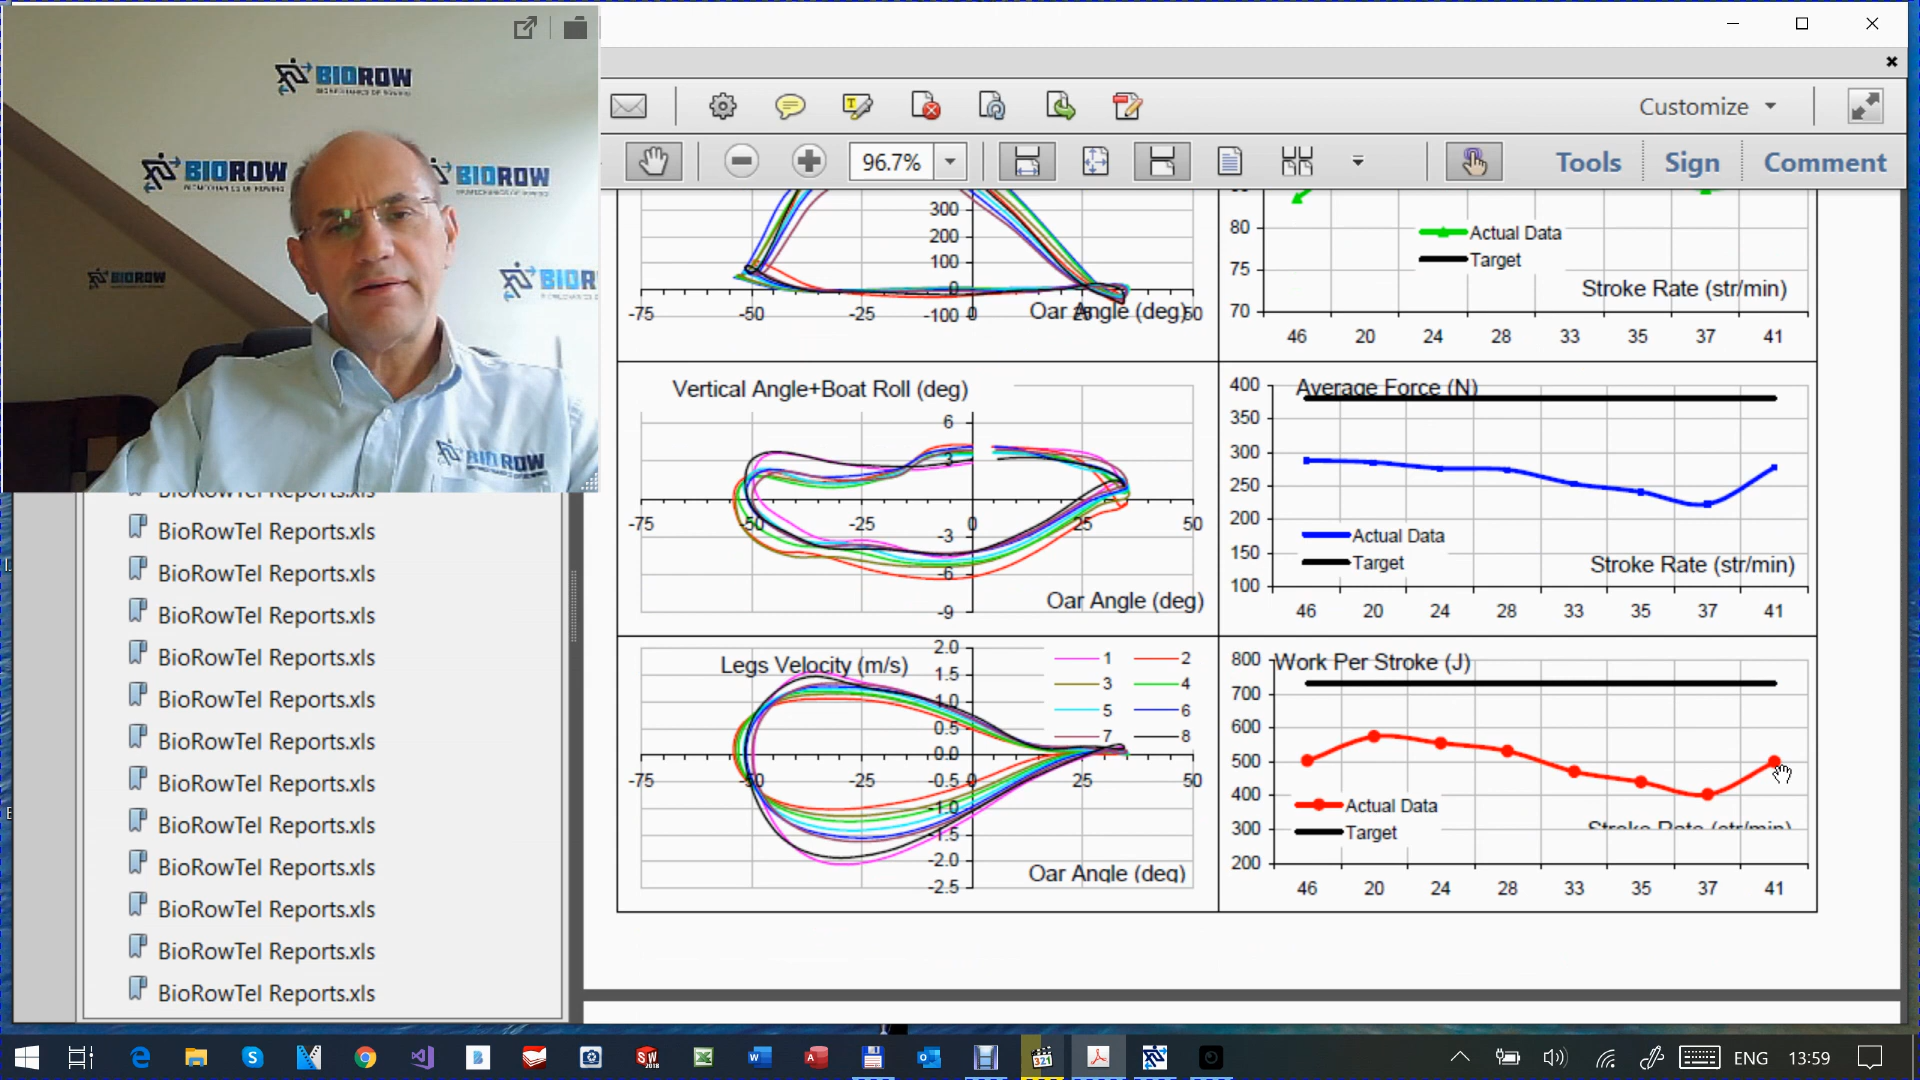 BIOROW
BIOROW
BIOROW
BIOROW
BIOR
BIOROW
Customize
96.7%
Tools
Sign
Comment
BioRowTel Reports.xls
BioRowTel Reports.xls
BioRowTel Reports.xls
BioRowTel Reports.xls
BioRowTel Reports.xls
BioRowTel Reports.xls
BioRowTel Reports.xls
BioRowTel Reports.xls
BioRowTel Reports.xls
BioRowTel Reports.xls
BioRowTel Reports.xls
BioRowTel Reports.xls
BioRowTel Reports.xls
300
200
100
0
-75 -50 -25 -100 0 25 50
Oar Angle (deg)
80
75
70
Actual Data
Target
Stroke Rate (str/min)
46 20 24 28 33 35 37 41
Vertical Angle+Boat Roll (deg)
6
3
-75 -50 -25 0 25 50
-3
-6
-9
Oar Angle (deg)
Average Force (N)
400
350
300
250
200
150
100
Actual Data
Target
Stroke Rate (str/min)
46 20 24 28 33 35 37 41
Legs Velocity (m/s)
2.0
1.5
1.0
0.5
0.0
-75 -50 -25 -0.5 0 25 50
-1.0
-1.5
-2.0
-2.5
1 2
3 4
5 6
7 8
Oar Angle (deg)
Work Per Stroke (J)
800
700
600
500
400
300
200
Actual Data
Target
Stroke Rate (str/min)
46 20 24 28 33 35 37 41
ENG
13:59